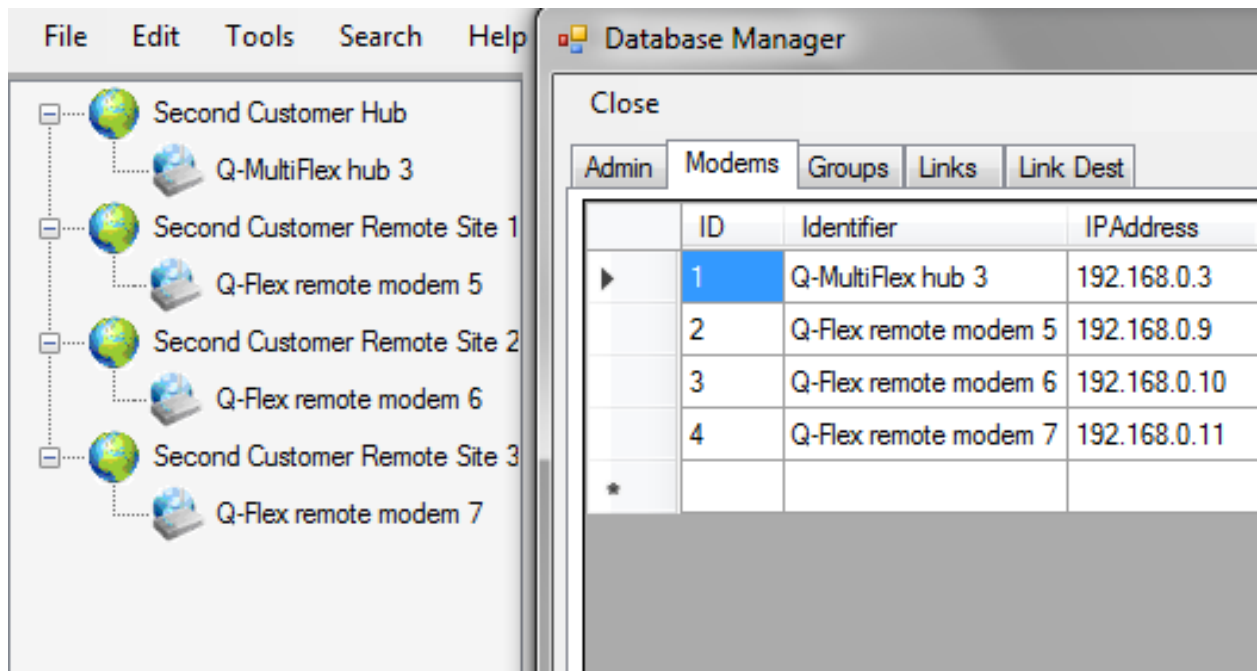 File Edit Tools Search Help
Second Customer Hub
Q-MultiFlex hub 3
Second Customer Remote Site 1
Q-Flex remote modem 5
Second Customer Remote Site 2
Q-Flex remote modem 6
Second Customer Remote Site 3
Q-Flex remote modem 7
Database Manager
Close
Admin Modems Groups Links Link Dest
ID Identifier IPAddress
1 Q-MultiFlex hub 3 192.168.0.3
2 Q-Flex remote modem 5 192.168.0.9
3 Q-Flex remote modem 6 192.168.0.10
4 Q-Flex remote modem 7 192.168.0.11